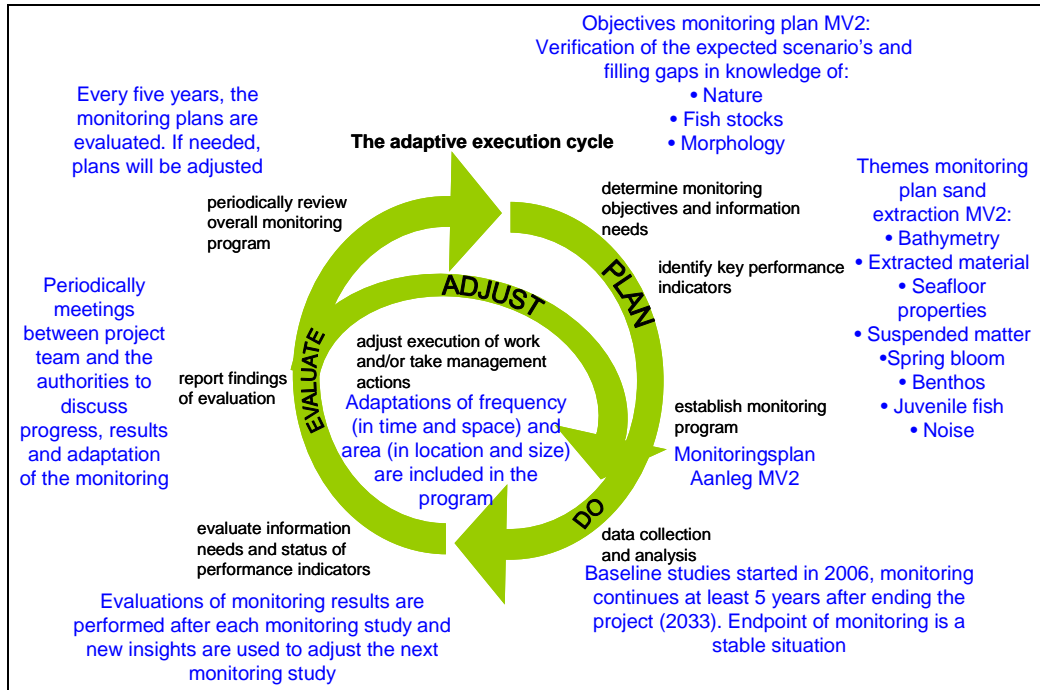 Objectives monitoring plan MV2:
Verification of the expected scenario's and
filling gaps in knowledge of:
• Nature
• Fish stocks
• Morphology
Every five years, the
monitoring plans are
evaluated. If needed,
plans will be adjusted
The adaptive execution cycle
periodically review
overall monitoring
program
determine monitoring
objectives and information
needs
Themes monitoring
plan sand
extraction MV2:
• Bathymetry
• Extracted material
• Seafloor
properties
• Suspended matter
•Spring bloom
• Benthos
• Juvenile fish
• Noise
PLAN
identify key performance
indicators
ADJUST
Periodically
meetings
between project
team and the
authorities to
discuss
progress, results
and adaptation
of the monitoring
EVALUATE
report findings
of evaluation
adjust execution of work
and/or take management
actions
Adaptations of frequency
(in time and space) and
area (in location and size)
are included in the
program
establish monitoring
program
Monitoringsplan
Aanleg MV2
DO
evaluate information
needs and status of
performance indicators
data collection
and analysis
Evaluations of monitoring results are
performed after each monitoring study and
new insights are used to adjust the next
monitoring study
Baseline studies started in 2006, monitoring
continues at least 5 years after ending the
project (2033). Endpoint of monitoring is a
stable situation